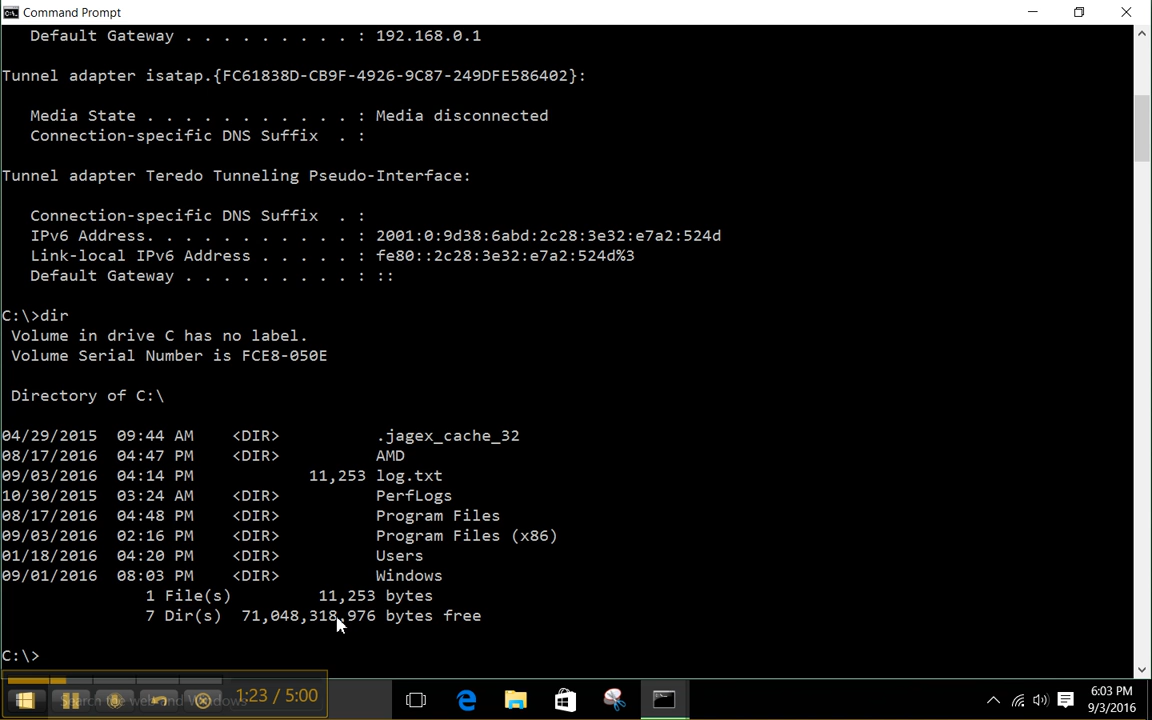 Command Prompt
Default Gateway . . . . . . . . . : 192.168.0.1
Tunnel adapter isatap.{FC61838D-CB9F-4926-9C87-249DFE586402}:
Media State . . . . . . . . . . . : Media disconnected
Connection-specific DNS Suffix  . :
Tunnel adapter Teredo Tunneling Pseudo-Interface:
Connection-specific DNS Suffix  . :
IPv6 Address. . . . . . . . . . . : 2001:0:9d38:6abd:2c28:3e32:e7a2:524d
Link-local IPv6 Address . . . . . : fe80::2c28:3e32:e7a2:524d%3
Default Gateway . . . . . . . . . : ::
C:\>dir
Volume in drive C has no label.
Volume Serial Number is FCE8-050E
Directory of C:\
04/29/2015  09:44 AM    <DIR>          .jagex_cache_32
08/17/2016  04:47 PM    <DIR>          AMD
09/03/2016  04:14 PM            11,253 log.txt
10/30/2015  03:24 AM    <DIR>          PerfLogs
08/17/2016  04:48 PM    <DIR>          Program Files
09/03/2016  02:16 PM    <DIR>          Program Files (x86)
01/18/2016  04:20 PM    <DIR>          Users
09/01/2016  08:03 PM    <DIR>          Windows
1 File(s)         11,253 bytes
7 Dir(s)  71,048,318,976 bytes free
C:\>
Search the web and Windows
1:23 / 5:00
6:03 PM
9/3/2016